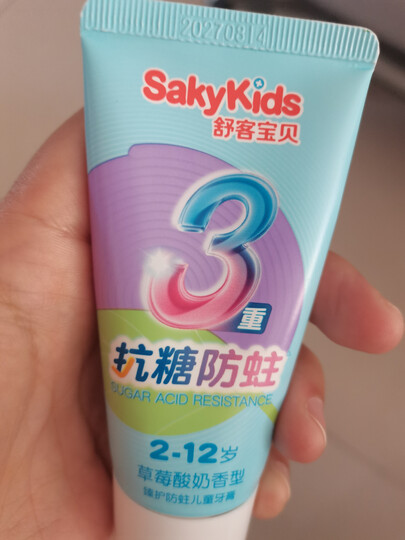 20270814
SakyKids
舒客宝贝
3重
抗糖防蛀
SUGAR ACID RESISTANCE
2-12岁
草莓酸奶香型
臻护防蛀儿童牙膏